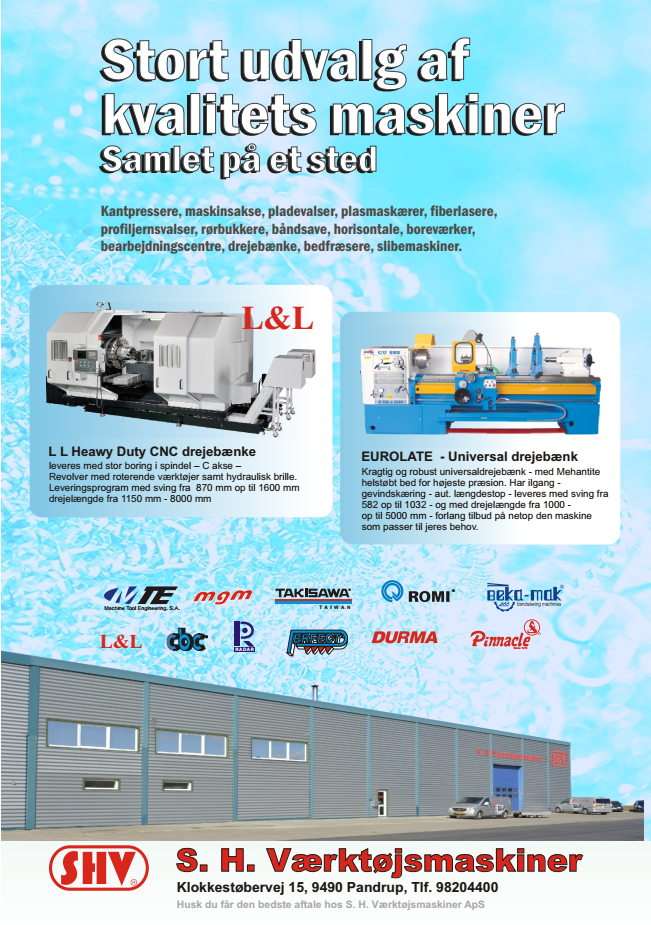 Stort udvalg af
kvalitets maskiner
Samlet på et sted
Kantpressere, maskinsakse, pladevalser, plasmaskærer, fiberlasere,
profiljernsvalser, rørbukkere, båndsave, horisontale, boreværker,
bearbejdningscentre, drejebænke, bedfræsere, slibemaskiner.
L&L
L L Heawy Duty CNC drejebænke
leveres med stor boring i spindel – C akse –
Revolver med roterende værktøjer samt hydraulisk brille.
Leveringsprogram med sving fra 870 mm op til 1600 mm
drejelængde fra 1150 mm - 8000 mm
EUROLATE - Universal drejebænk
Kragtig og robust universaldrejebænk - med Mehantite
helstøbt bed for højeste præsion. Har ilgang -
gevindskæring - aut. længdestop - leveres med sving fra
582 op til 1032 - og med drejelængde fra 1000 -
op til 5000 mm - forlang tilbud på netop den maskine
som passer til jeres behov.
MTE mgm TAKISAWA ROMI beka-mak
Machine Tool Engineering. S.A. TAIWAN bandsawing machines
L&L cbc RADAR PERFECT DURMA Pinnacle
SHV
S. H. Værktøjsmaskiner
Klokkestøbervej 15, 9490 Pandrup, Tlf. 98204400
Husk du får den bedste aftale hos S. H. Værktøjsmaskiner ApS